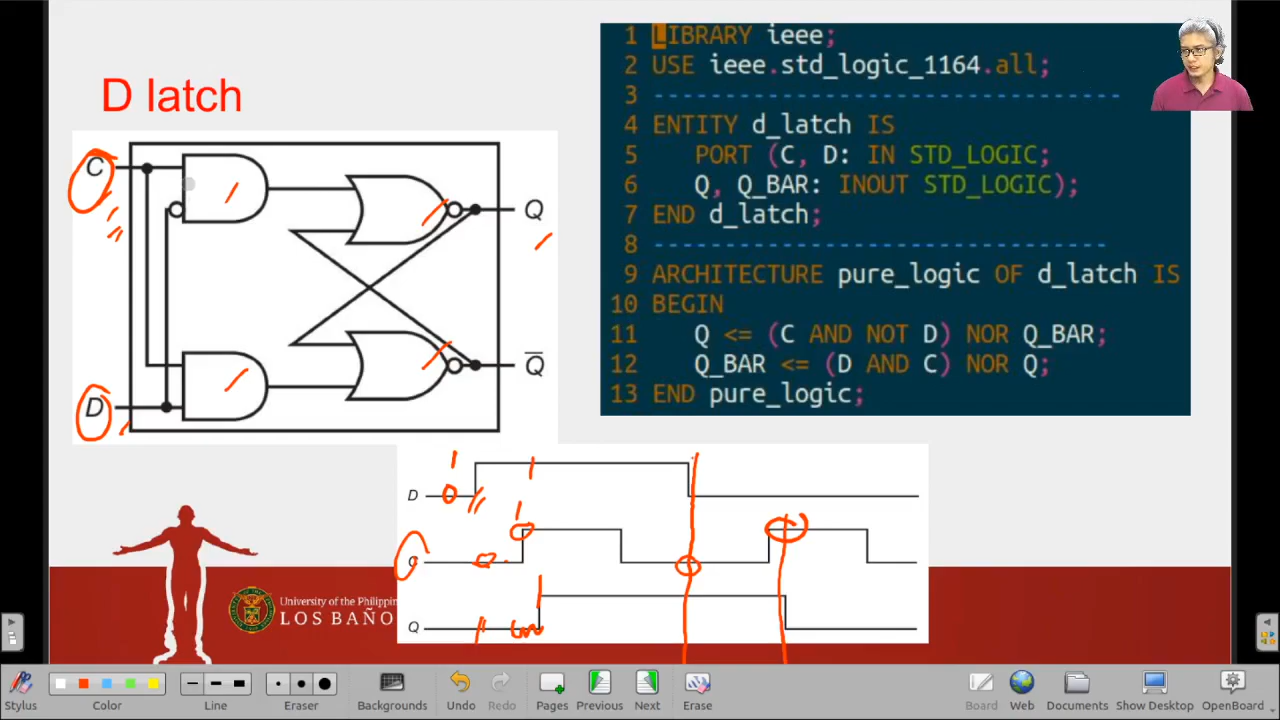 D latch
C
D
Q
Q̅
1 LIBRARY ieee;
2 USE ieee.std_logic_1164.all;
3 ---------------------------------
4 ENTITY d_latch IS
5 PORT (C, D: IN STD_LOGIC;
6 Q, Q_BAR: INOUT STD_LOGIC);
7 END d_latch;
8 --------------------------------
9 ARCHITECTURE pure_logic OF d_latch IS
10 BEGIN
11 Q <= (C AND NOT D) NOR Q_BAR;
12 Q_BAR <= (D AND C) NOR Q;
13 END pure_logic;
D
C
Q
University of the Philippin
LOS BAÑO
Stylus
Color
Line
Eraser
Backgrounds
Undo
Redo
Pages
Previous
Next
Erase
Board
Web
Documents
Show Desktop
OpenBoard